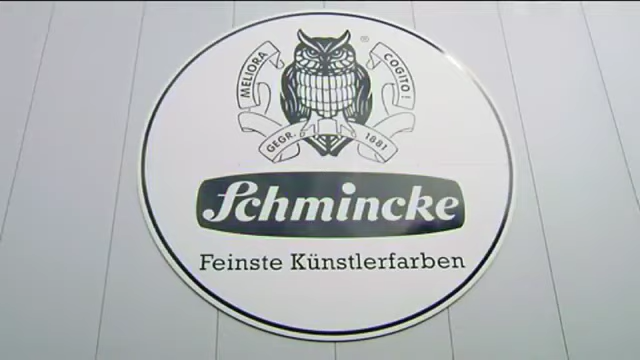 MELIORA COGITO!
GEGR. 1881
®
Schmincke
Feinste Künstlerfarben